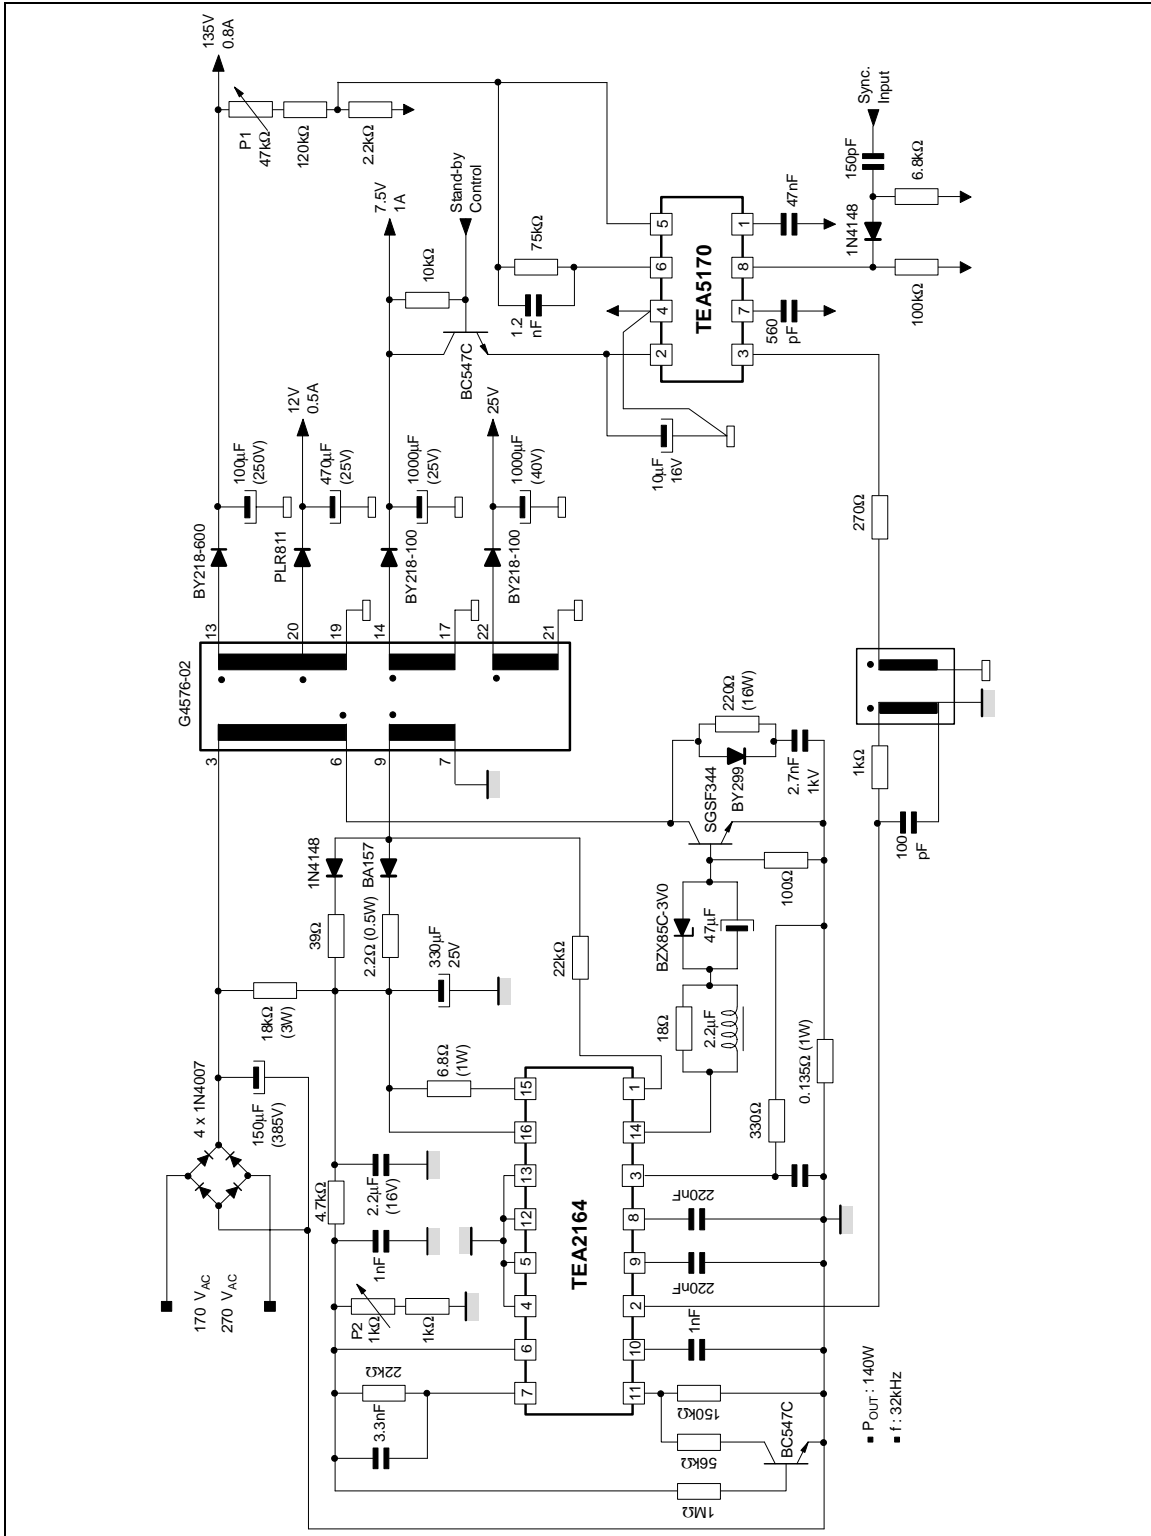 135V
0.8A
P1
47kΩ
120kΩ
2.2kΩ
7.5V
1A
Stand-by
Control
10kΩ
BC547C
1.2
nF
75kΩ
5
6
4
2
TEA5170
1
8
7
3
47nF
560
pF
Sync.
Input
150pF
1N4148
6.8kΩ
100kΩ
10µF
16V
270Ω
BY218-600
100µF
(250V)
12V
0.5A
PLR811
470µF
(25V)
BY218-100
1000µF
(25V)
25V
BY218-100
1000µF
(40V)
G4576-02
13
20
19
14
17
22
21
3
6
9
7
220Ω
(16W)
BY299
SGSF344
2.7nF
1kV
1kΩ
100
pF
1N4148
BA157
39Ω
2.2Ω (0.5W)
330µF
25V
18kΩ
(3W)
22kΩ
BZX85C-3V0
47µF
100Ω
18Ω
2.2µF
6.8Ω
(1W)
4 x 1N4007
150µF
(385V)
170 VAC
270 VAC
4.7kΩ
2.2µF
(16V)
1nF
P2
1kΩ
1kΩ
22kΩ
3.3nF
15
16
13
12
5
4
6
7
TEA2164
1
14
3
8
9
2
10
11
330Ω
0.135Ω (1W)
220nF
220nF
1nF
150kΩ
56kΩ
1MΩ
BC547C
■ POUT : 140W
■ f : 32kHz